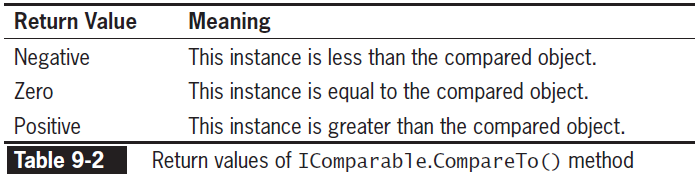 Return Value Meaning
Negative This instance is less than the compared object.
Zero This instance is equal to the compared object.
Positive This instance is greater than the compared object.
Table 9-2 Return values of IComparable.CompareTo() method